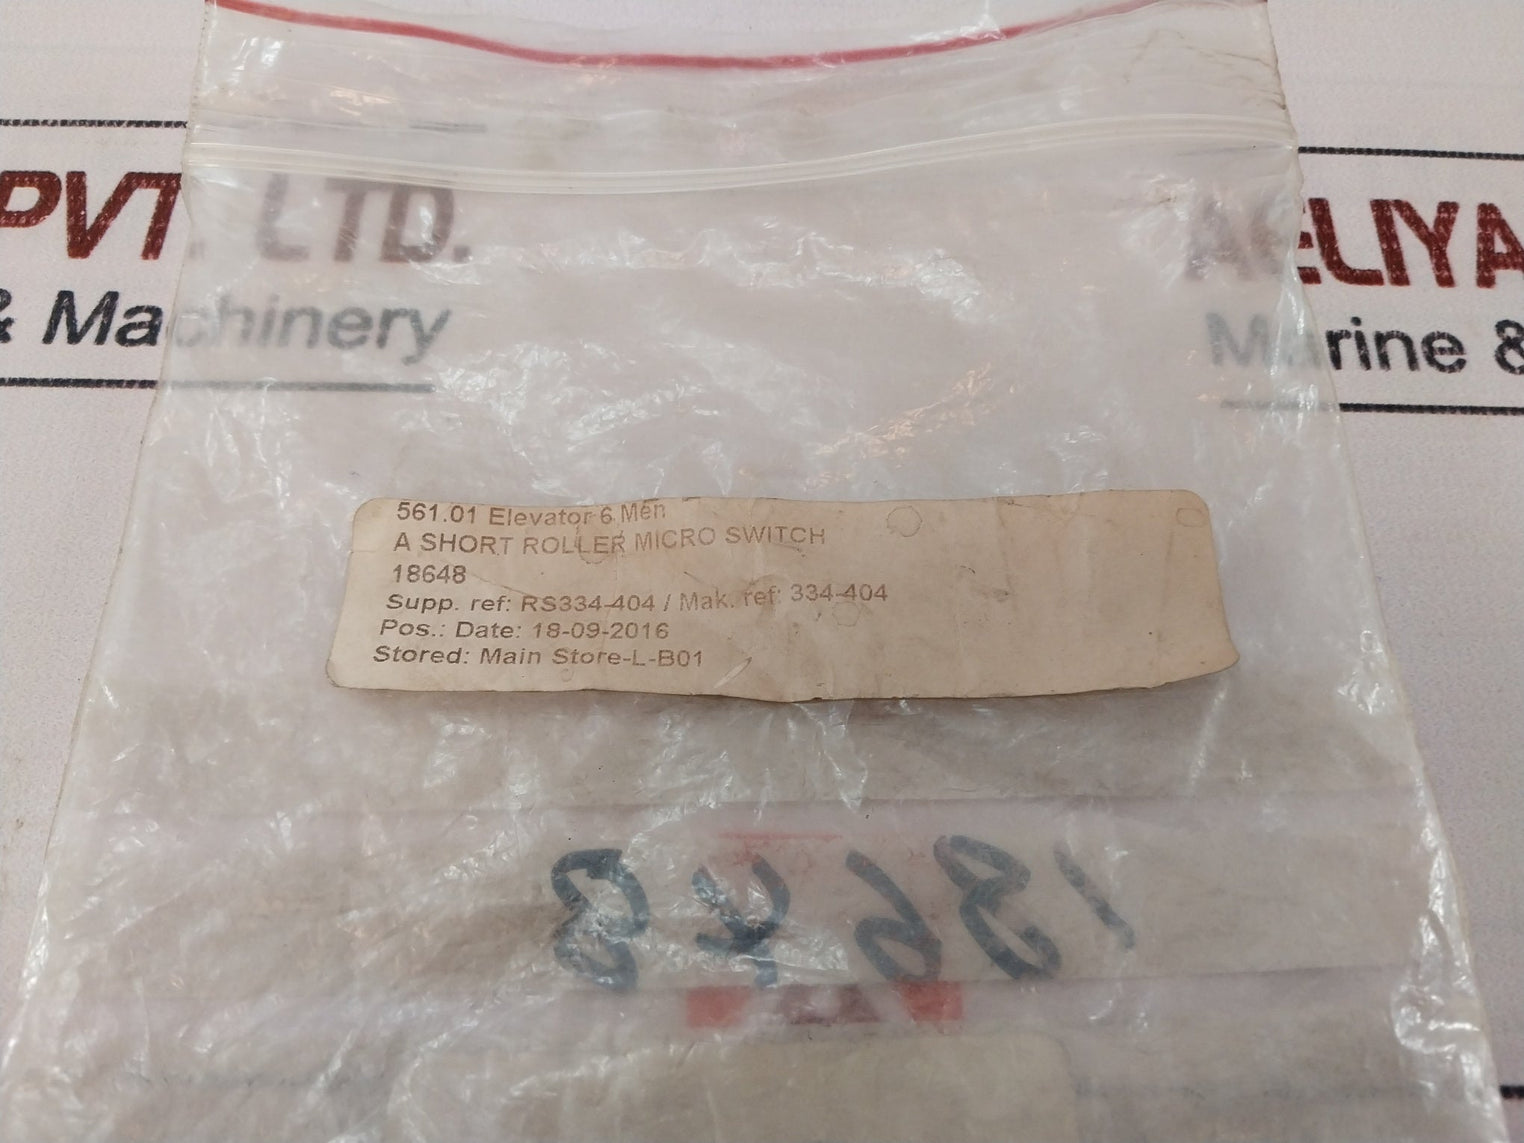 PVT. LTD.
& Machinery
AELIYA
Marine &
561.01 Elevator 6 Men
A SHORT ROLLER MICRO SWITCH
18648
Supp. ref: RS334-404 / Mak. ref: 334-404
Pos.: Date: 18-09-2016
Stored: Main Store-L-B01
18648